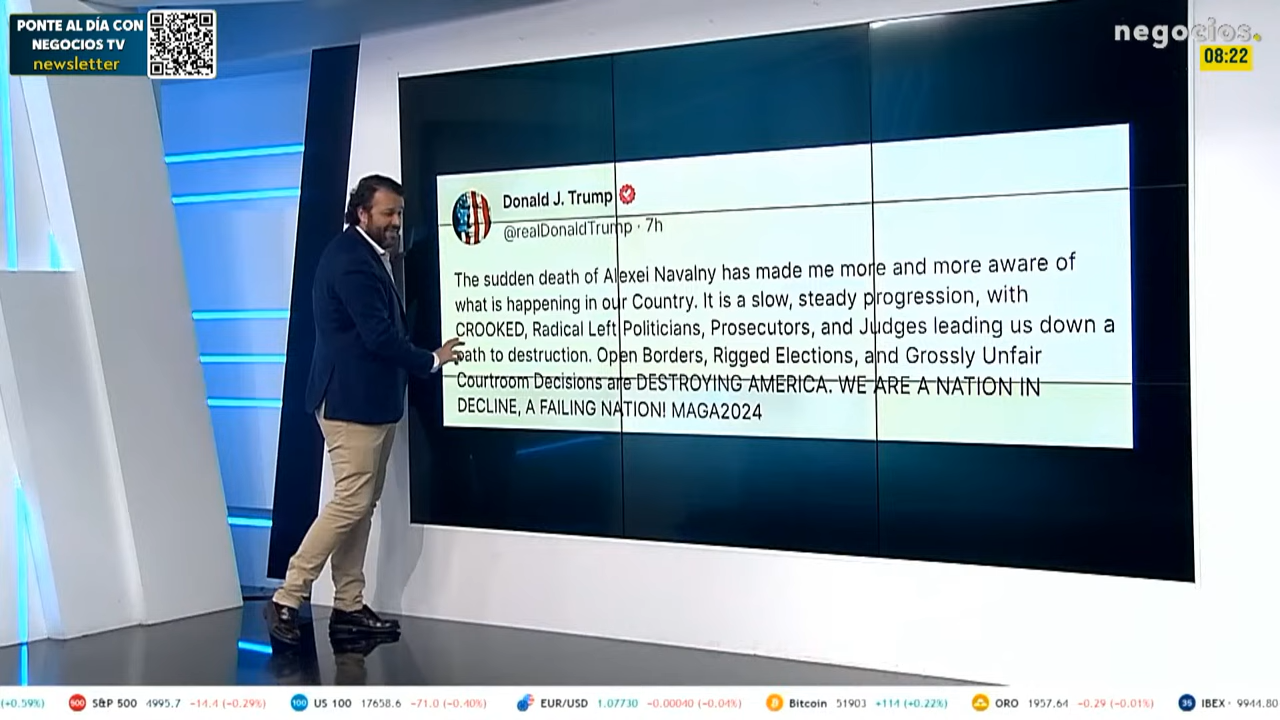 PONTE AL DÍA CON
NEGOCIOS TV
newsletter
negocios.
08:22
Donald J. Trump
@realDonaldTrump · 7h
The sudden death of Alexei Navalny has made me more and more aware of
what is happening in our Country. It is a slow, steady progression, with
CROOKED, Radical Left Politicians, Prosecutors, and Judges leading us down a
path to destruction. Open Borders, Rigged Elections, and Grossly Unfair
Courtroom Decisions are DESTROYING AMERICA. WE ARE A NATION IN
DECLINE, A FAILING NATION! MAGA2024
(+0.59%) 500 S&P 500 4995.7 -14.4 (-0.29%) 100 US 100 17658.6 -71.0 (-0.40%) EUR/USD 1.07730 -0.00040 (-0.04%) Bitcoin 51903 +114 (+0.22%) ORO 1957.64 -0.29 (-0.01%) 35 IBEX · 9944.80